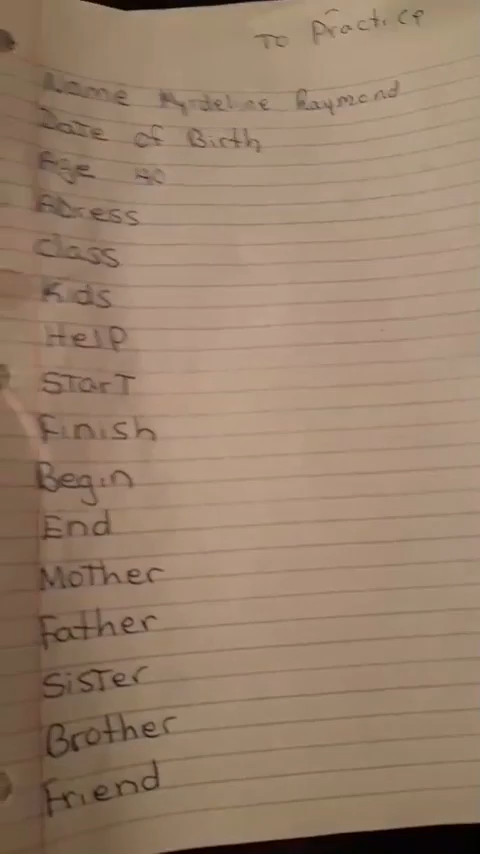 To Practice
Name Myrdeline Raymond
Date of Birth
Age 40
Adress
Class
Kids
Help
Start
Finish
Begin
End
Mother
Father
Sister
Brother
Friend